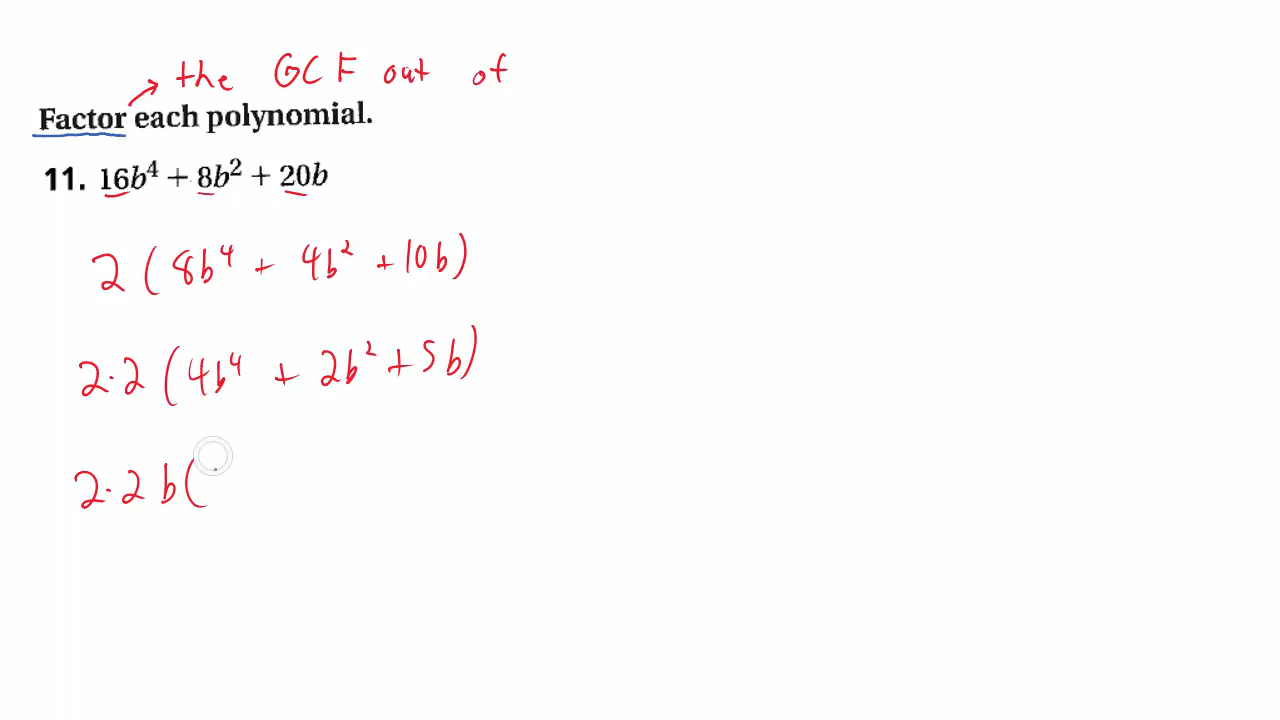 the GCF out of
Factor each polynomial.
11. 16b⁴ + 8b² + 20b
2 (8b⁴ + 4b² + 10b)
2·2 (4b⁴ + 2b² + 5b)
2·2 b(